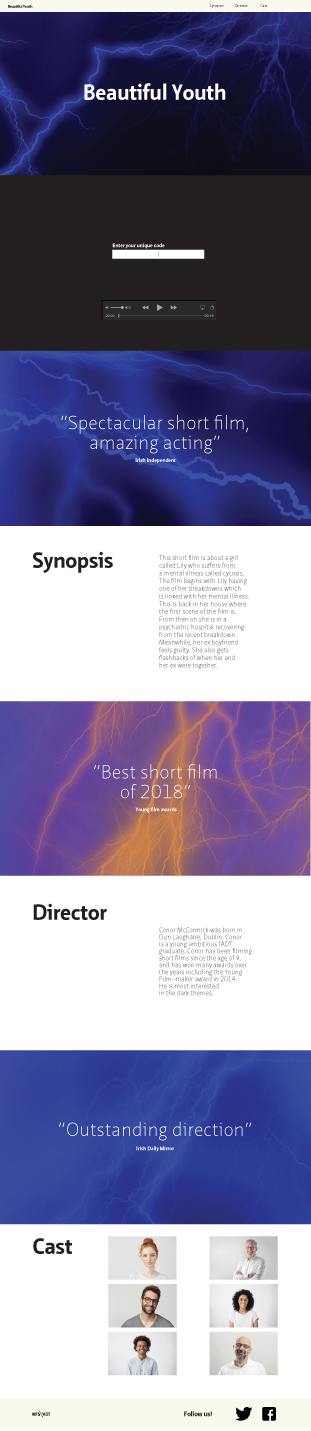 Beautiful Youth
Synopsis Director Cast
Beautiful Youth
Enter your unique code
“Spectacular short film,
amazing acting”
Irish Independent
Synopsis
This short film is about a girl
called Lily who suffers from
a mental illness called cycosis.
The film begins with Lily having
one of her breakdowns which
is linked with her mental illness.
This is back in her house where
the first scene of the film is.
From then on she is in a
psychiatric hospital recovering
from the recent breakdown.
Meanwhile, her ex boyfriend
feels guilty. She also gets
flashbacks of when her and
her ex were together.
“Best short film
of 2018”
Young film awards
Director
Conor McCormick was born in
Dun Laoghaire, Dublin. Conor
is a young ambitious IADT
graduate. Conor has been filming
short films since the age of 9,
and has won many awards over
the years including the Young
Film-maker award in 2014.
He is most interested
in the dark themes.
“Outstanding direction”
Irish Daily Mirror
Cast
Follow us!